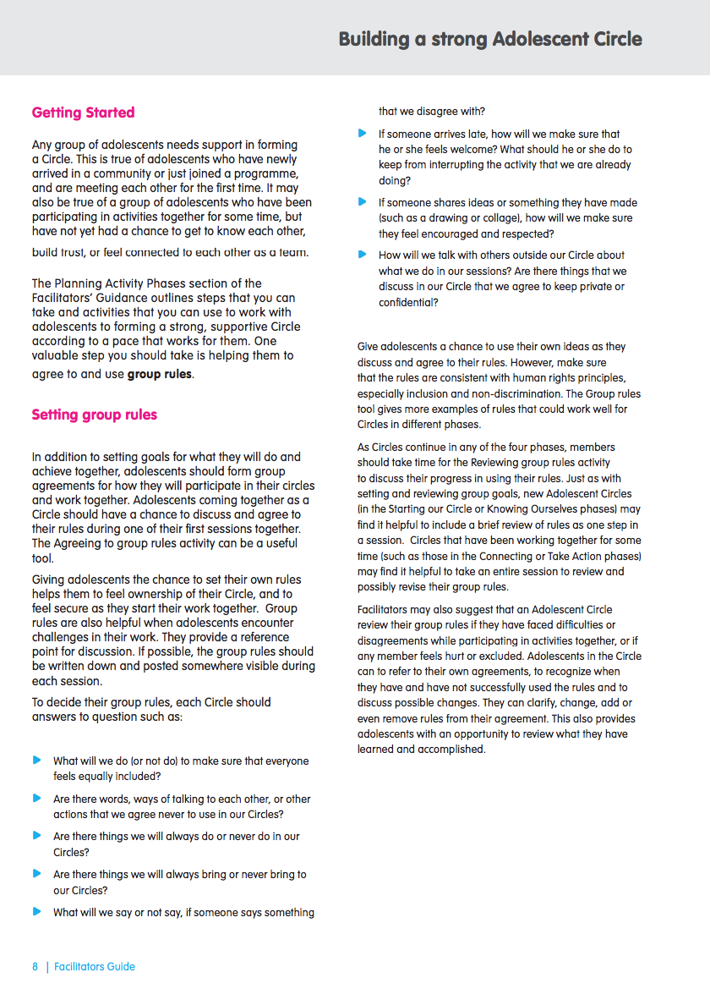 Building a strong Adolescent Circle
Getting Started
Any group of adolescents needs support in forming
a Circle. This is true of adolescents who have newly
arrived in a community or just joined a programme,
and are meeting each other for the first time. It may
also be true of a group of adolescents who have been
participating in activities together for some time, but
have not yet had a chance to get to know each other,
build trust, or feel connected to each other as a team.
The Planning Activity Phases section of the
Facilitators’ Guidance outlines steps that you can
take and activities that you can use to work with
adolescents to forming a strong, supportive Circle
according to a pace that works for them. One
valuable step you should take is helping them to
agree to and use group rules.
Setting group rules
In addition to setting goals for what they will do and
achieve together, adolescents should form group
agreements for how they will participate in their circles
and work together. Adolescents coming together as a
Circle should have a chance to discuss and agree to
their rules during one of their first sessions together.
The Agreeing to group rules activity can be a useful
tool.
Giving adolescents the chance to set their own rules
helps them to feel ownership of their Circle, and to
feel secure as they start their work together.  Group
rules are also helpful when adolescents encounter
challenges in their work. They provide a reference
point for discussion. If possible, the group rules should
be written down and posted somewhere visible during
each session.
To decide their group rules, each Circle should
answers to question such as:
What will we do (or not do) to make sure that everyone
feels equally included?
Are there words, ways of talking to each other, or other
actions that we agree never to use in our Circles?
Are there things we will always do or never do in our
Circles?
Are there things we will always bring or never bring to
our Circles?
What will we say or not say, if someone says something
that we disagree with?
If someone arrives late, how will we make sure that
he or she feels welcome? What should he or she do to
keep from interrupting the activity that we are already
doing?
If someone shares ideas or something they have made
(such as a drawing or collage), how will we make sure
they feel encouraged and respected?
How will we talk with others outside our Circle about
what we do in our sessions? Are there things that we
discuss in our Circle that we agree to keep private or
confidential?
Give adolescents a chance to use their own ideas as they
discuss and agree to their rules. However, make sure
that the rules are consistent with human rights principles,
especially inclusion and non-discrimination. The Group rules
tool gives more examples of rules that could work well for
Circles in different phases.
As Circles continue in any of the four phases, members
should take time for the Reviewing group rules activity
to discuss their progress in using their rules. Just as with
setting and reviewing group goals, new Adolescent Circles
(in the Starting our Circle or Knowing Ourselves phases) may
find it helpful to include a brief review of rules as one step in
a session.  Circles that have been working together for some
time (such as those in the Connecting or Take Action phases)
may find it helpful to take an entire session to review and
possibly revise their group rules.
Facilitators may also suggest that an Adolescent Circle
review their group rules if they have faced difficulties or
disagreements while participating in activities together, or if
any member feels hurt or excluded. Adolescents in the Circle
can to refer to their own agreements, to recognize when
they have and have not successfully used the rules and to
discuss possible changes. They can clarify, change, add or
even remove rules from their agreement. This also provides
adolescents with an opportunity to review what they have
learned and accomplished.
8 | Facilitators Guide